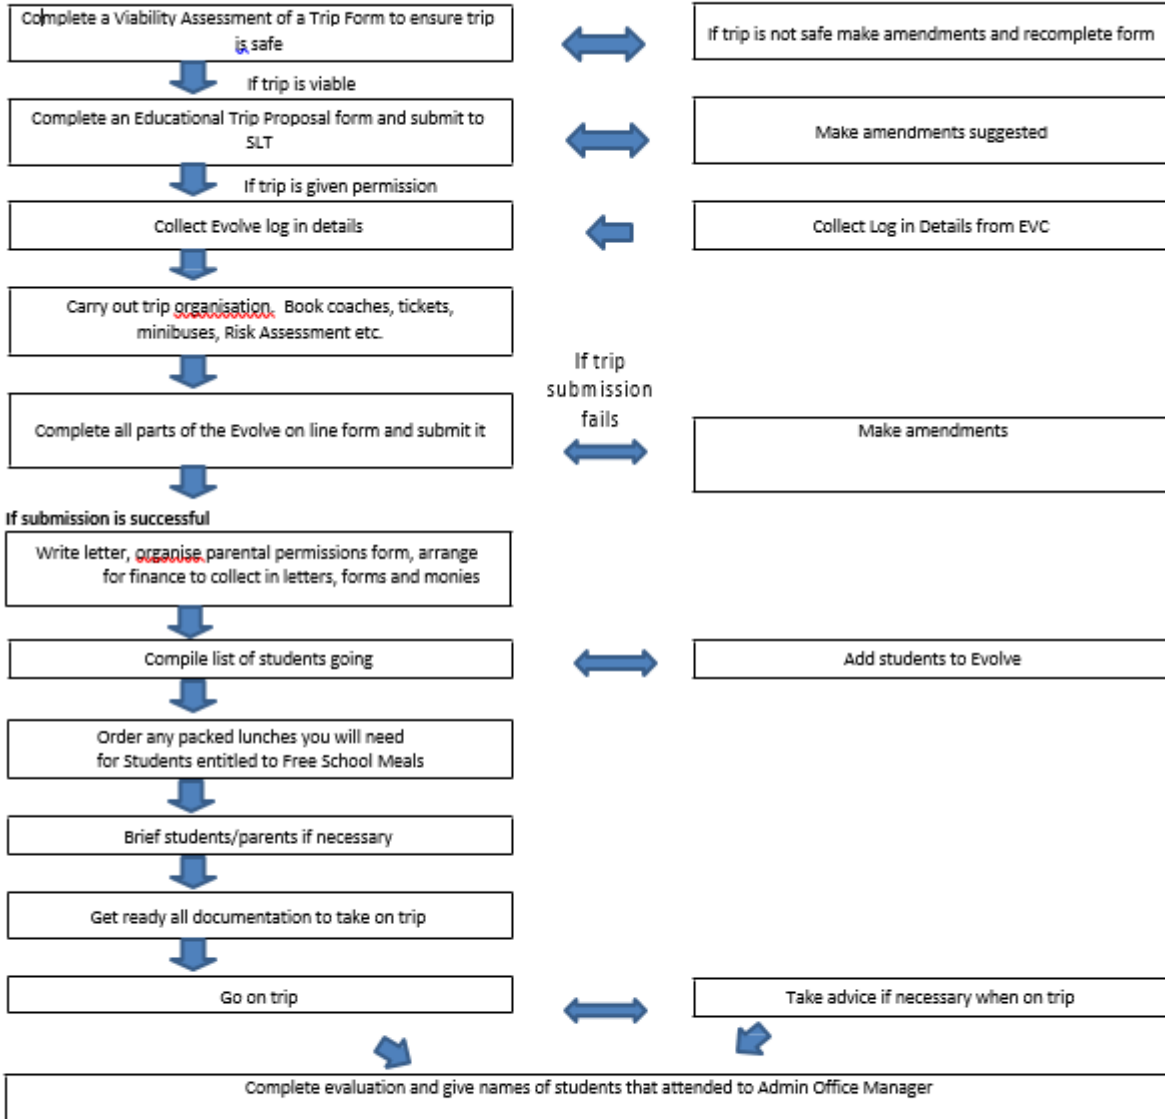 Complete a Viability Assessment of a Trip Form to ensure trip
is safe
If trip is not safe make amendments and recomplete form
If trip is viable
Complete an Educational Trip Proposal form and submit to
SLT
Make amendments suggested
If trip is given permission
Collect Evolve log in details
Collect Log in Details from EVC
Carry out trip organisation.  Book coaches, tickets,
minibuses, Risk Assessment etc.
If trip
submission
fails
Complete all parts of the Evolve on line form and submit it
Make amendments
If submission is successful
Write letter, organise parental permissions form, arrange
for finance to collect in letters, forms and monies
Compile list of students going
Add students to Evolve
Order any packed lunches you will need
for Students entitled to Free School Meals
Brief students/parents if necessary
Get ready all documentation to take on trip
Go on trip
Take advice if necessary when on trip
Complete evaluation and give names of students that attended to Admin Office Manager